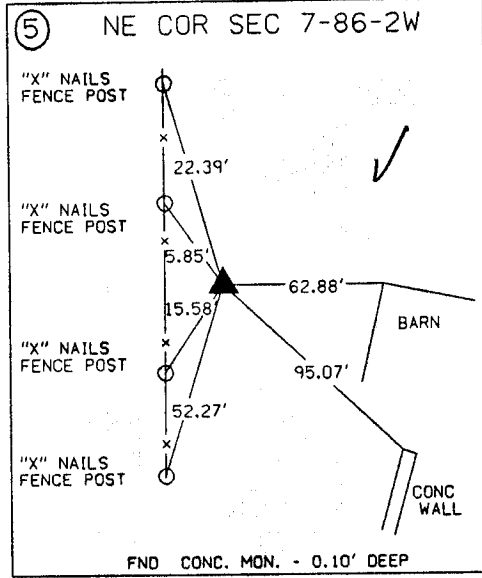 5 NE COR SEC 7-86-2W
"X" NAILS
FENCE POST
22.39'
"X" NAILS
FENCE POST
5.85'
62.88'
15.58'
BARN
"X" NAILS
FENCE POST
95.07'
52.27'
"X" NAILS
FENCE POST
CONC
WALL
FND CONC. MON. - 0.10' DEEP